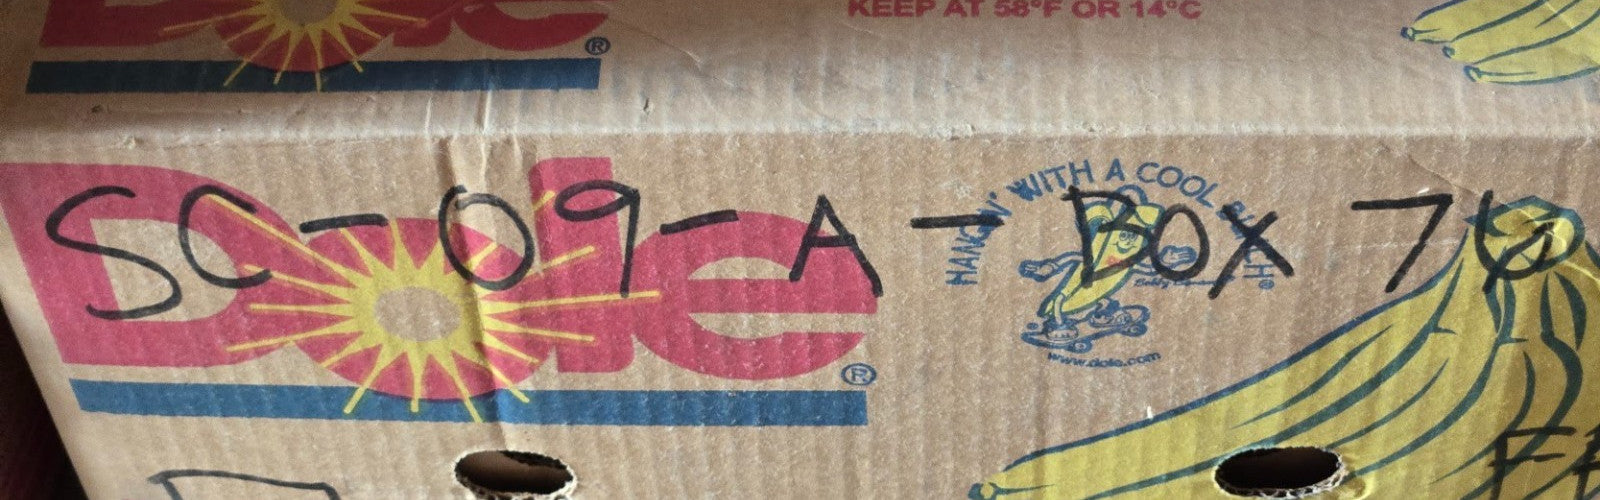 Dole®
KEEP AT 58°F OR 14°C
Dole®
SC-09-A-BOX 76
HANGIN' WITH A COOL BUNCH®
www.dole.com